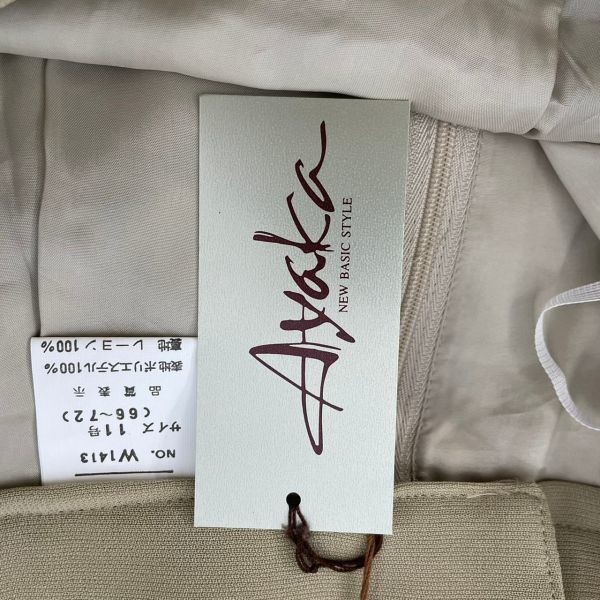 Ayaka
NEW BASIC STYLE
NO. W1413
サイズ 11号
(66~72)
品質表示
表地ポリエステル100%
裏地 レーヨン100%